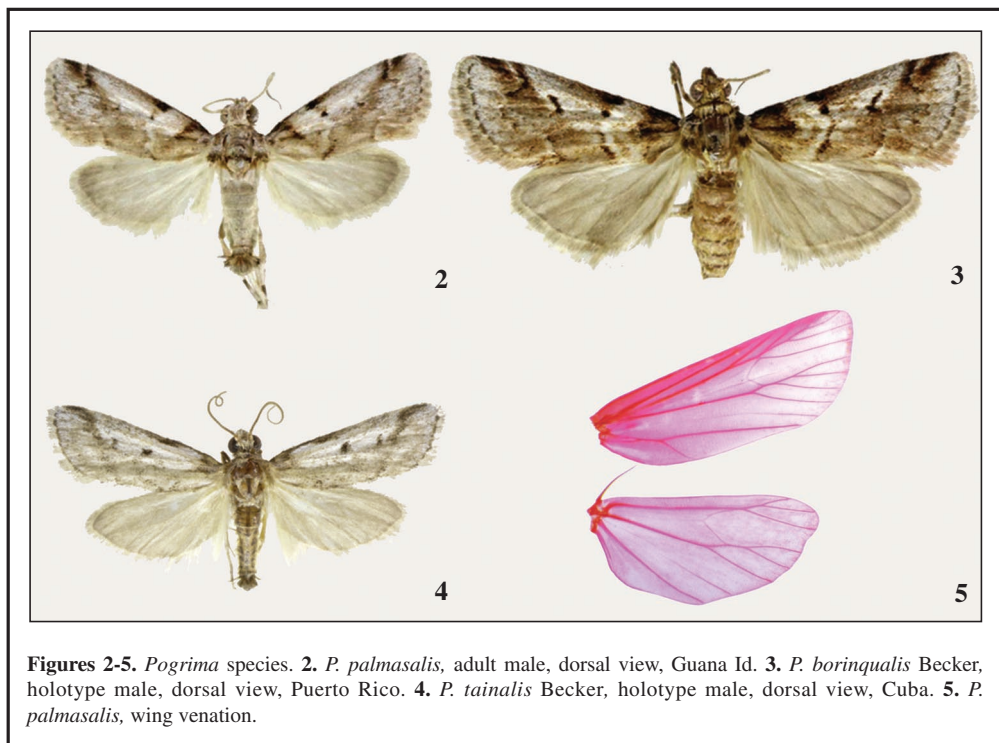 2
3
4
5
Figures 2-5. Pogrima species. 2. P. palmasalis, adult male, dorsal view, Guana Id. 3. P. borinqualis Becker,
holotype male, dorsal view, Puerto Rico. 4. P. tainalis Becker, holotype male, dorsal view, Cuba. 5. P.
palmasalis, wing venation.